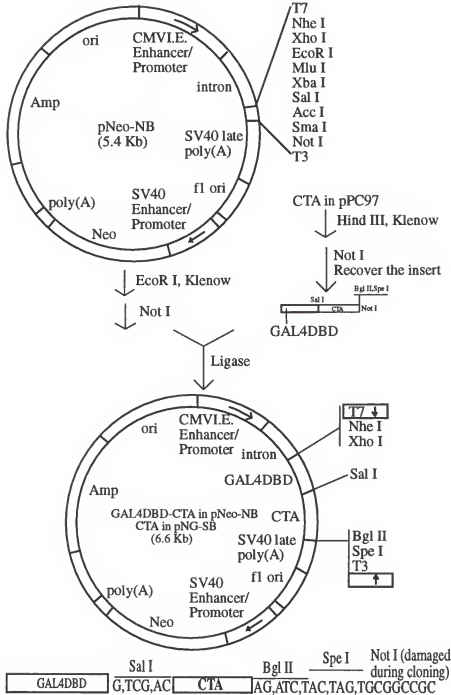 T7
Nhe I
Xho I
EcoR I
Mlu I
Xba I
Sal I
Acc I
Sma I
Not I
T3
ori
CMVI.E.
Enhancer/
Promoter
intron
Amp
pNeo-NB
(5.4 Kb)
SV40 late
poly(A)
f1 ori
SV40
Enhancer/
Promoter
poly(A)
Neo
CTA in pPC97
Hind III, Klenow
Not I
Recover the insert
Bgl II,Spe I
Sal I
CTA
Not I
GAL4DBD
EcoR I, Klenow
Not I
Ligase
ori
CMVI.E.
Enhancer/
Promoter
intron
T7
Nhe I
Xho I
GAL4DBD
Sal I
Amp
GAL4DBD-CTA in pNeo-NB
CTA in pNG-SB
(6.6 Kb)
CTA
SV40 late
poly(A)
Bgl II
Spe I
T3
f1 ori
SV40
Enhancer/
Promoter
poly(A)
Neo
Sal I
Bgl II
Spe I
Not I (damaged
during cloning)
GAL4DBD
G,TCG,AC
CTA
AG,ATC,TAC,TAG,TGCGGCCGC